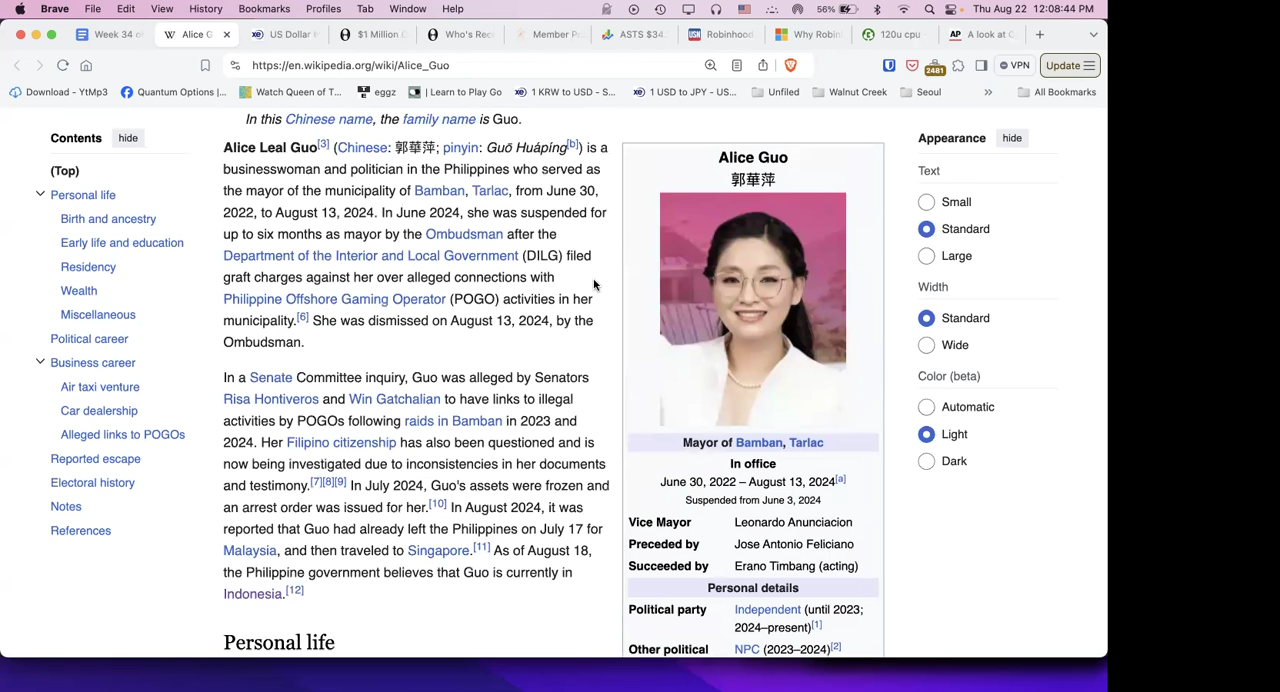 Brave File Edit View History Bookmarks Profiles Tab Window Help 56% Thu Aug 22 12:08:44 PM
Week 34 o Alice G US Dollar $1 Million Who's Rec Member Po ASTS $34. Robinhood Why Robin 120u cpu AP A look at
https://en.wikipedia.org/wiki/Alice_Guo 2481 VPN Update
Download - YtMp3 Quantum Options |... Watch Queen of T... eggz | Learn to Play Go 1 KRW to USD - S... 1 USD to JPY - US... Unfiled Walnut Creek Seoul » All Bookmarks
Contents hide
(Top)
Personal life
Birth and ancestry
Early life and education
Residency
Wealth
Miscellaneous
Political career
Business career
Air taxi venture
Car dealership
Alleged links to POGOs
Reported escape
Electoral history
Notes
References
In this Chinese name, the family name is Guo.
Alice Leal Guo[3] (Chinese: 郭華萍; pinyin: Guō Huápíng[b]) is a
businesswoman and politician in the Philippines who served as
the mayor of the municipality of Bamban, Tarlac, from June 30,
2022, to August 13, 2024. In June 2024, she was suspended for
up to six months as mayor by the Ombudsman after the
Department of the Interior and Local Government (DILG) filed
graft charges against her over alleged connections with
Philippine Offshore Gaming Operator (POGO) activities in her
municipality.[6] She was dismissed on August 13, 2024, by the
Ombudsman.
In a Senate Committee inquiry, Guo was alleged by Senators
Risa Hontiveros and Win Gatchalian to have links to illegal
activities by POGOs following raids in Bamban in 2023 and
2024. Her Filipino citizenship has also been questioned and is
now being investigated due to inconsistencies in her documents
and testimony.[7][8][9] In July 2024, Guo's assets were frozen and
an arrest order was issued for her.[10] In August 2024, it was
reported that Guo had already left the Philippines on July 17 for
Malaysia, and then traveled to Singapore.[11] As of August 18,
the Philippine government believes that Guo is currently in
Indonesia.[12]
Personal life
Alice Guo
郭華萍
Mayor of Bamban, Tarlac
In office
June 30, 2022 – August 13, 2024[a]
Suspended from June 3, 2024
Vice Mayor Leonardo Anunciacion
Preceded by Jose Antonio Feliciano
Succeeded by Erano Timbang (acting)
Personal details
Political party Independent (until 2023;
2024–present)[1]
Other political NPC (2023–2024)[2]
Appearance hide
Text
Small
Standard
Large
Width
Standard
Wide
Color (beta)
Automatic
Light
Dark